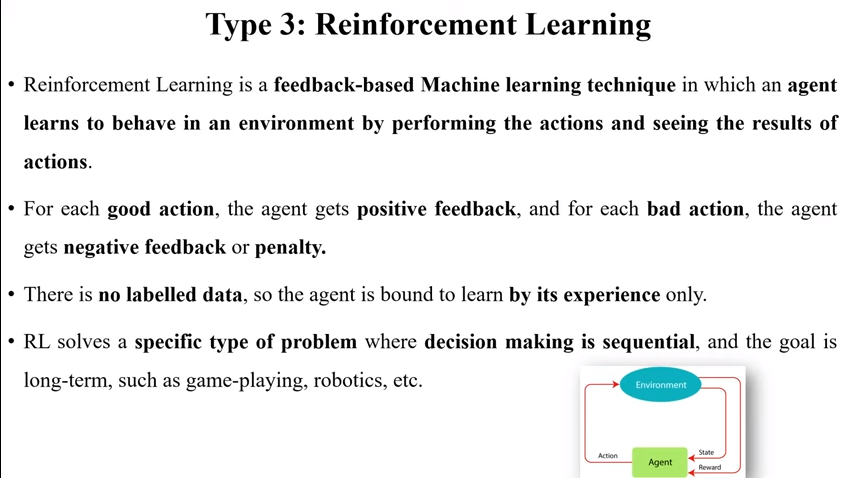 Type 3: Reinforcement Learning
• Reinforcement Learning is a feedback-based Machine learning technique in which an agent
learns to behave in an environment by performing the actions and seeing the results of
actions.
• For each good action, the agent gets positive feedback, and for each bad action, the agent
gets negative feedback or penalty.
• There is no labelled data, so the agent is bound to learn by its experience only.
• RL solves a specific type of problem where decision making is sequential, and the goal is
long-term, such as game-playing, robotics, etc.
Environment
Action
Agent
State
Reward